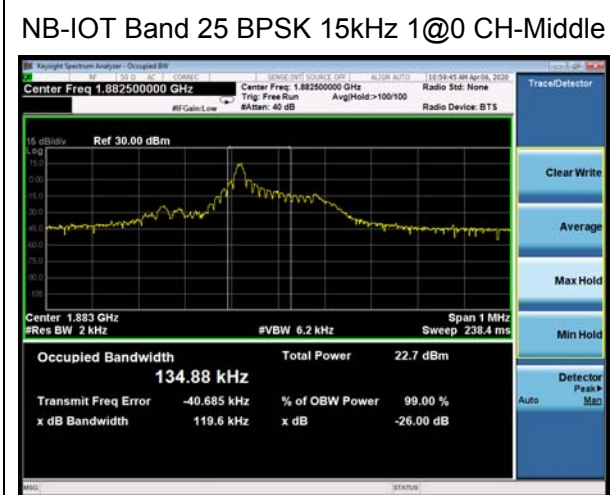 NB-IOT Band 25 BPSK 15kHz 1@0 CH-Middle
Keysight Spectrum Analyzer - Occupied BW
RF 50 Ω AC CORREC SENSE:INT SOURCE OFF ALIGN AUTO 10:59:45 AM Apr 06, 2020
Center Freq 1.882500000 GHz Center Freq: 1.882500000 GHz Radio Std: None
Trig: Free Run Avg|Hold:>100/100
#IFGain:Low #Atten: 40 dB Radio Device: BTS
15 dB/div Ref 30.00 dBm
Log
15.0
0.00
-15.0
-30.0
-45.0
-60.0
-75.0
-90.0
-105
Center 1.883 GHz Span 1 MHz
#Res BW 2 kHz #VBW 6.2 kHz Sweep 238.4 ms
Occupied Bandwidth Total Power 22.7 dBm
134.88 kHz
Transmit Freq Error -40.685 kHz % of OBW Power 99.00 %
x dB Bandwidth 119.6 kHz x dB -26.00 dB
MSG STATUS
Trace/Detector
Clear Write
Average
Max Hold
Min Hold
Detector
Peak▶
Auto Man